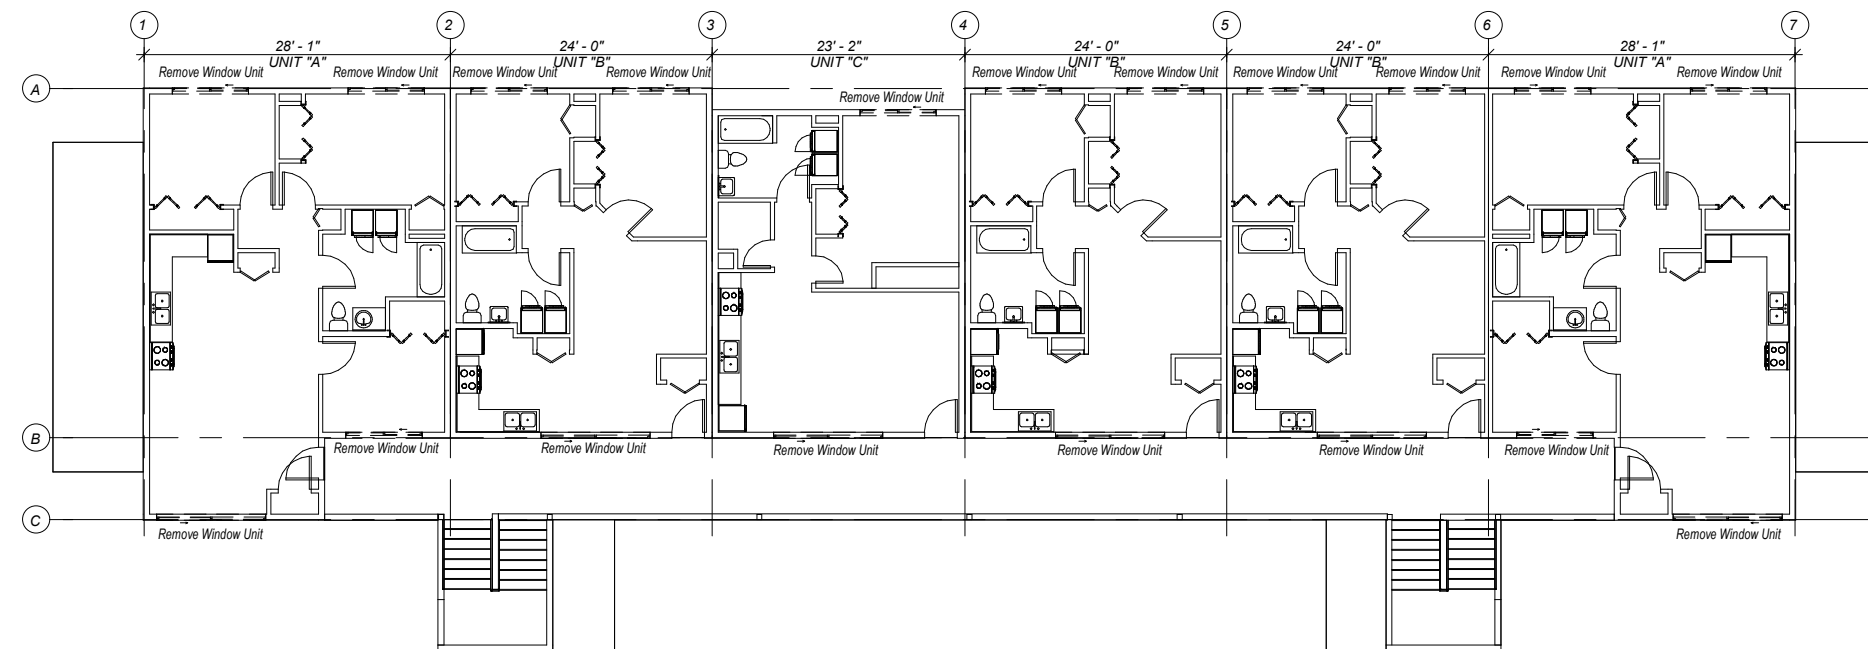 1 2 3 4 5 6 7
28' - 1" 24' - 0" 23' - 2" 24' - 0" 24' - 0" 28' - 1"
UNIT "A" UNIT "B" UNIT "C" UNIT "B" UNIT "B" UNIT "A"
Remove Window Unit Remove Window Unit Remove Window Unit Remove Window Unit Remove Window Unit Remove Window Unit Remove Window Unit Remove Window Unit Remove Window Unit Remove Window Unit
A
Remove Window Unit
B
Remove Window Unit Remove Window Unit Remove Window Unit Remove Window Unit Remove Window Unit Remove Window Unit
C
Remove Window Unit Remove Window Unit